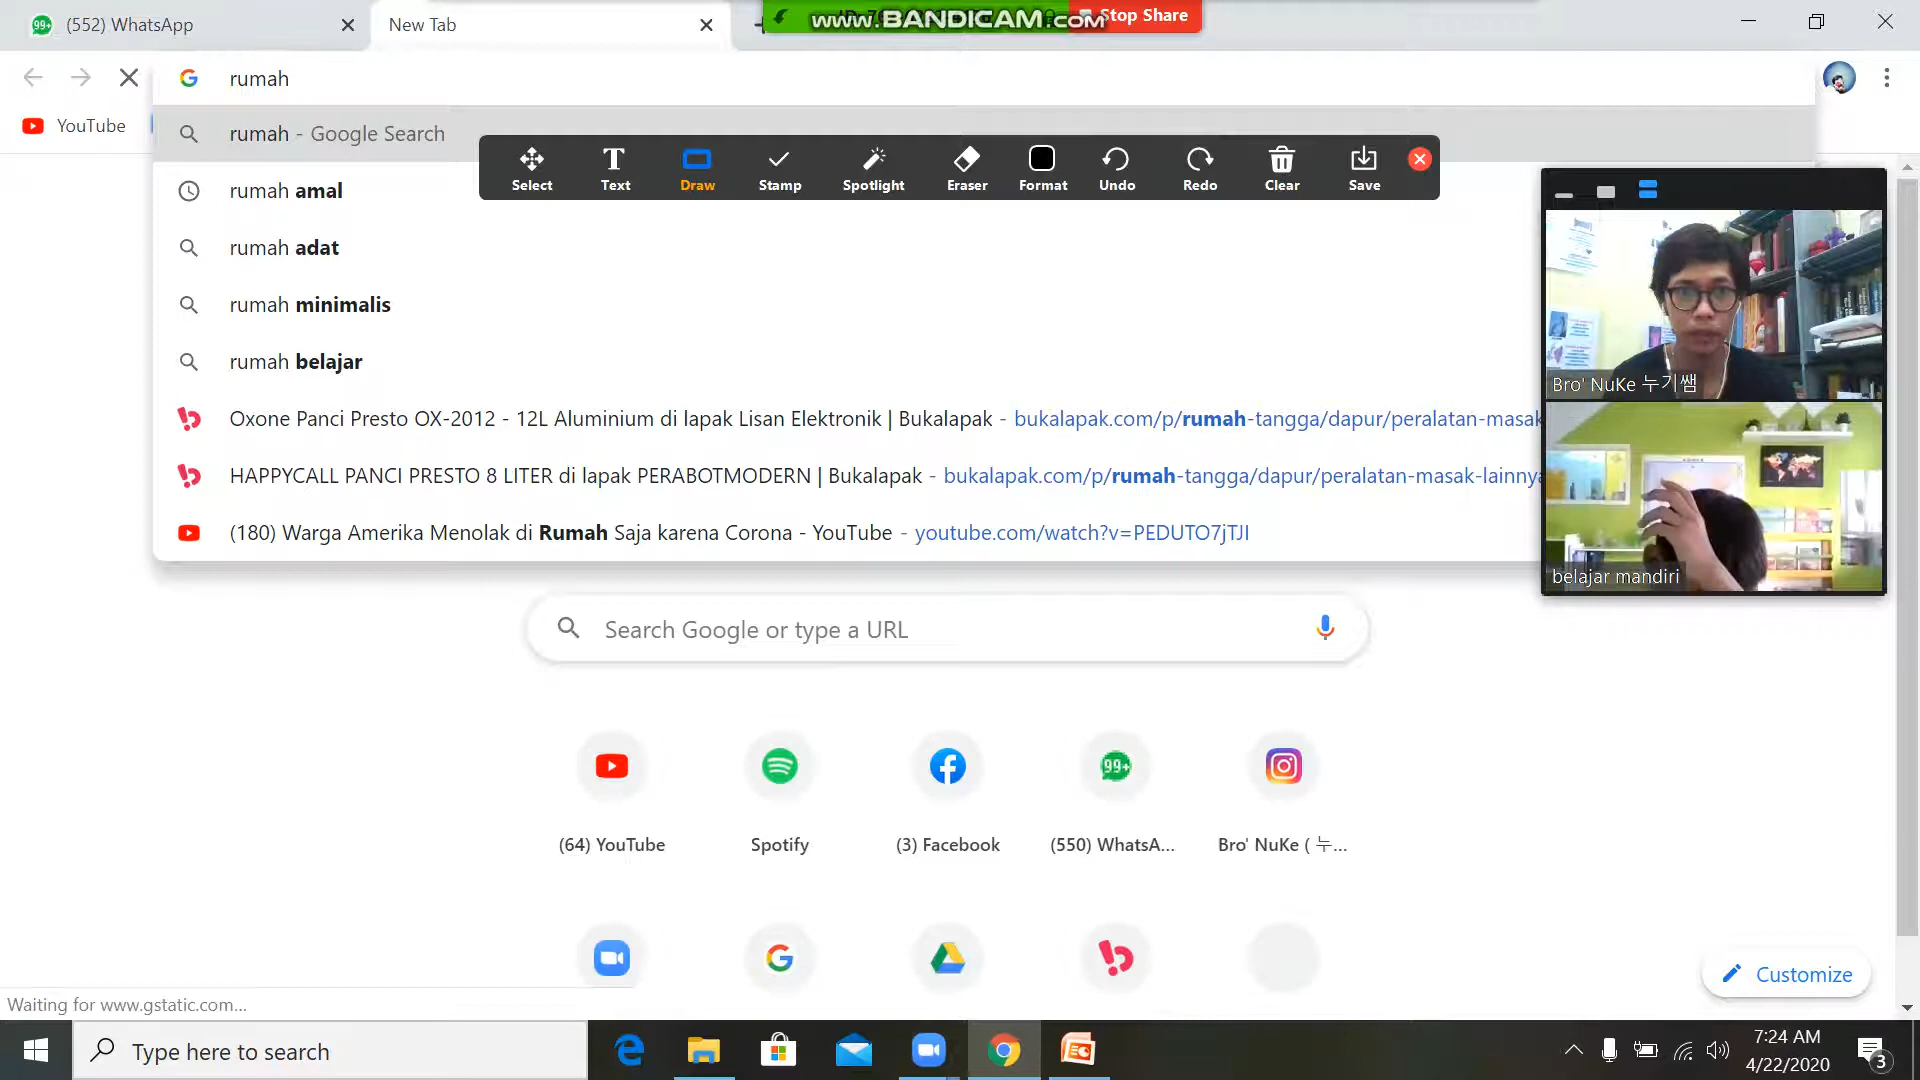 (552) WhatsApp
New Tab
www.BANDICAM.com
Stop Share
rumah
YouTube
rumah - Google Search
Select
Text
Draw
Stamp
Spotlight
Eraser
Format
Undo
Redo
Clear
Save
rumah amal
rumah adat
rumah minimalis
rumah belajar
Oxone Panci Presto OX-2012 - 12L Aluminium di lapak Lisan Elektronik | Bukalapak - bukalapak.com/p/rumah-tangga/dapur/peralatan-masak
HAPPYCALL PANCI PRESTO 8 LITER di lapak PERABOTMODERN | Bukalapak - bukalapak.com/p/rumah-tangga/dapur/peralatan-masak-lainnya
(180) Warga Amerika Menolak di Rumah Saja karena Corona - YouTube - youtube.com/watch?v=PEDUTO7jTJI
Bro' NuKe 누기쌤
belajar mandiri
Search Google or type a URL
99+
99+
(64) YouTube
Spotify
(3) Facebook
(550) WhatsA...
Bro' NuKe ( 누...
Customize
Waiting for www.gstatic.com...
Type here to search
7:24 AM
4/22/2020
3